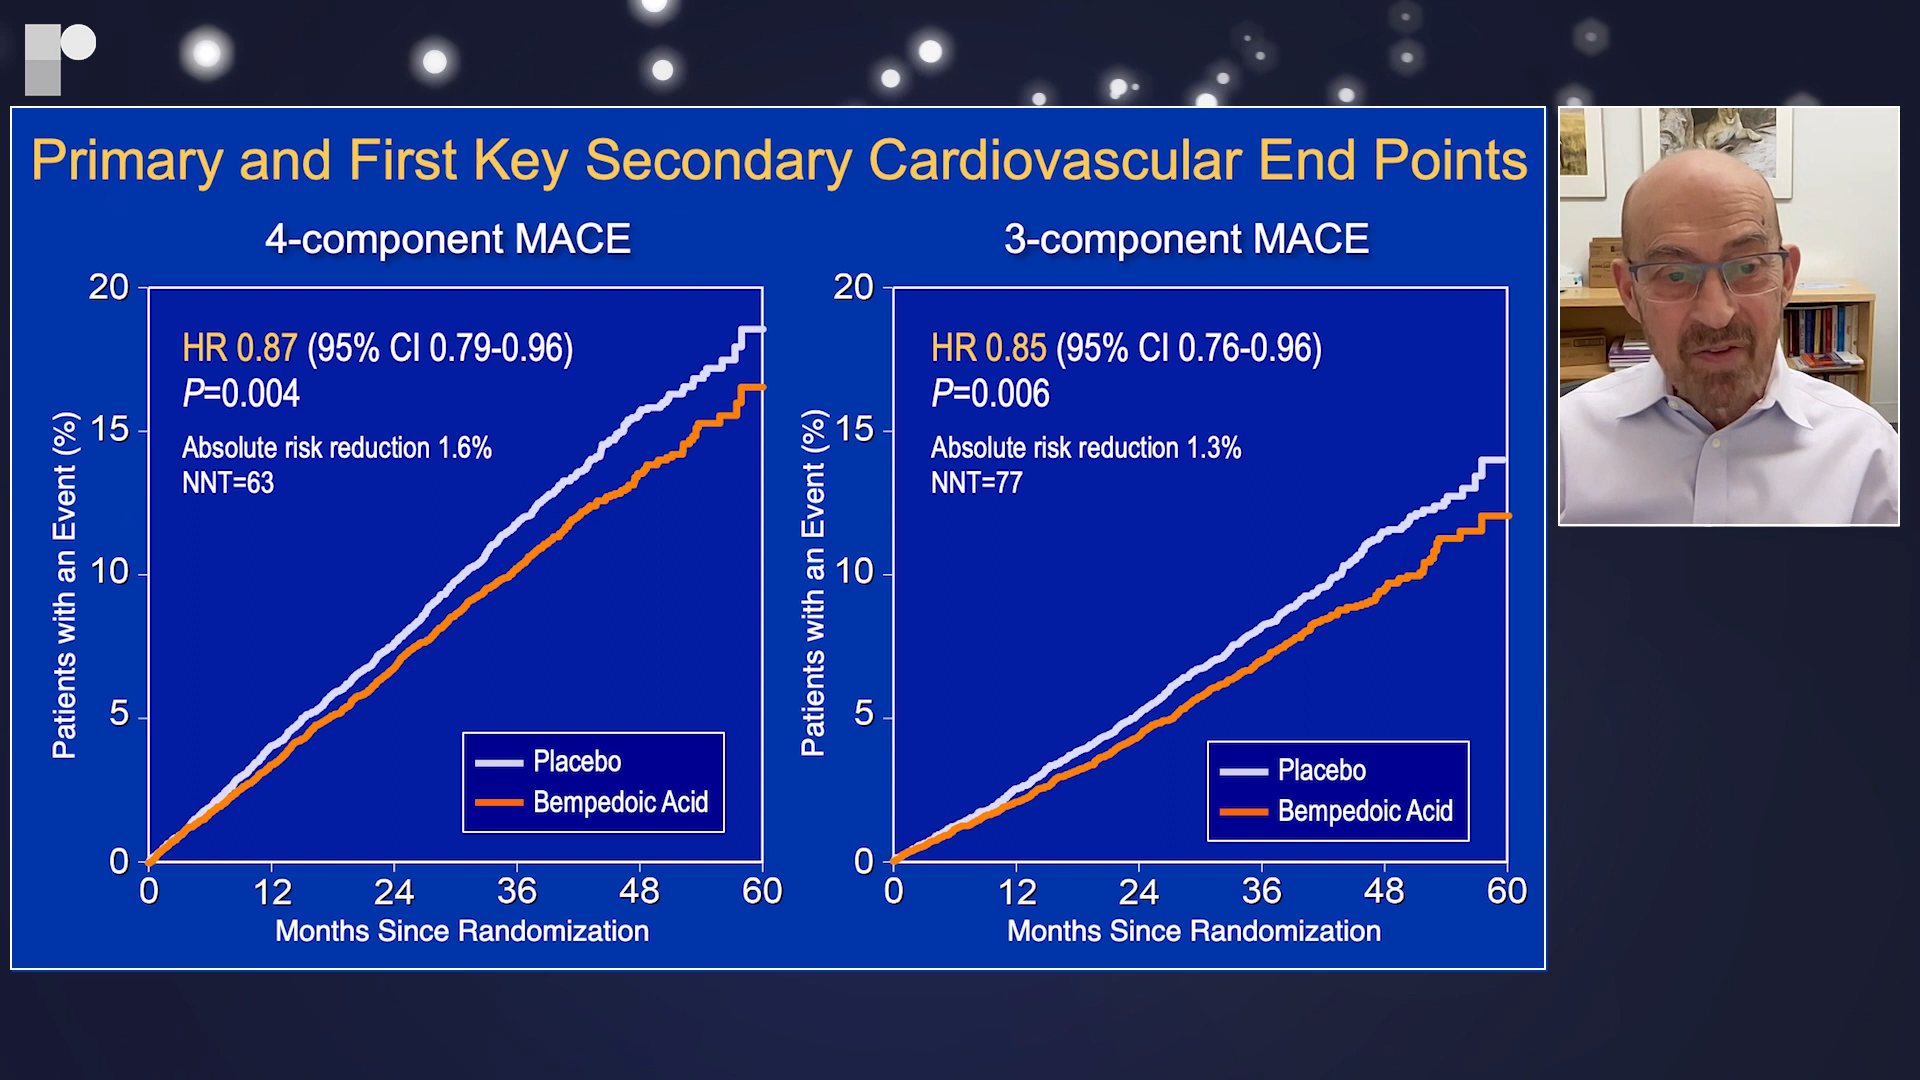 Primary and First Key Secondary Cardiovascular End Points
4-component MACE
HR 0.87 (95% CI 0.79-0.96)
P=0.004
Absolute risk reduction 1.6%
NNT=63
Patients with an Event (%)
20
15
10
5
0
Placebo
Bempedoic Acid
0 12 24 36 48 60
Months Since Randomization
3-component MACE
HR 0.85 (95% CI 0.76-0.96)
P=0.006
Absolute risk reduction 1.3%
NNT=77
Patients with an Event (%)
20
15
10
5
0
Placebo
Bempedoic Acid
0 12 24 36 48 60
Months Since Randomization